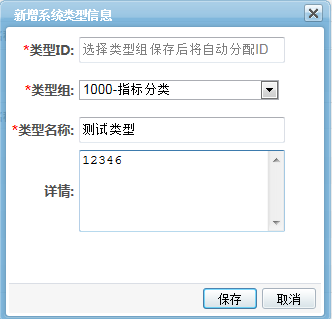 新增系统类型信息
*类型ID: 选择类型组保存后将自动分配ID
*类型组: 1000-指标分类
*类型名称: 测试类型
详情: 12346
保存 取消